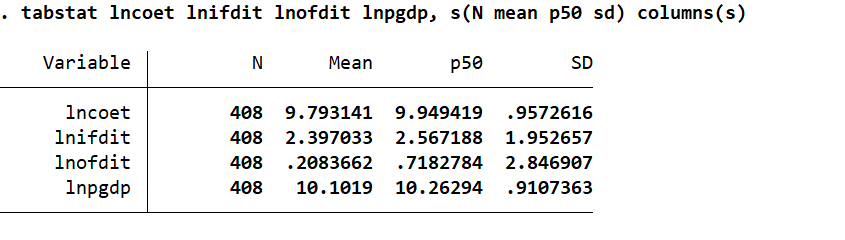 . tabstat lncoet lnifdit lnofdit lnpgdp, s(N mean p50 sd) columns(s)
Variable | N Mean p50 SD
lncoet | 408 9.793141 9.949419 .9572616
lnifdit | 408 2.397033 2.567188 1.952657
lnofdit | 408 .2083662 .7182784 2.846907
lnpgdp | 408 10.1019 10.26294 .9107363